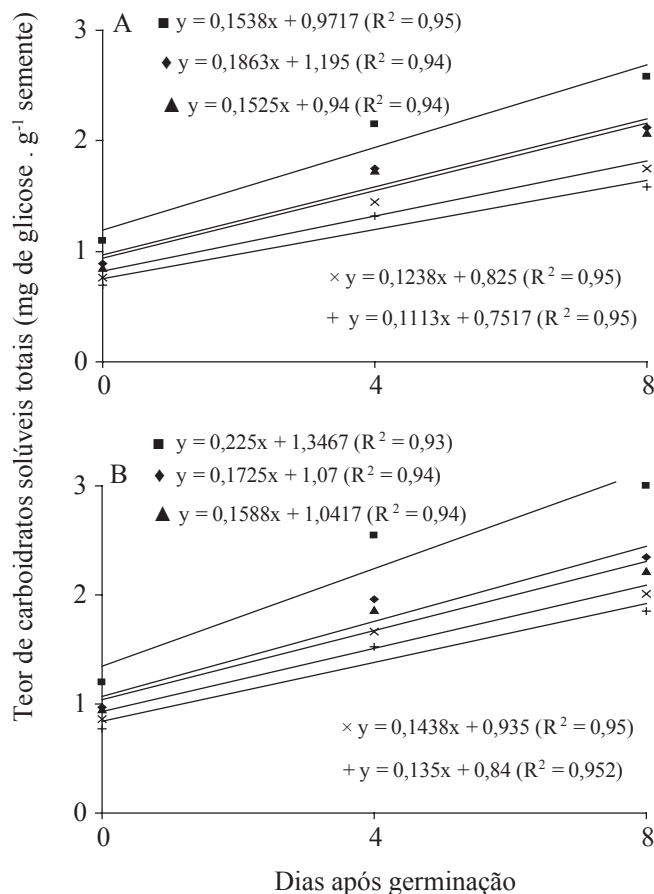 Teor de carboidratos solúveis totais (mg de glicose . g-1 semente)
A
■ y = 0,1538x + 0,9717 (R2 = 0,95)
♦ y = 0,1863x + 1,195 (R2 = 0,94)
▲ y = 0,1525x + 0,94 (R2 = 0,94)
× y = 0,1238x + 0,825 (R2 = 0,95)
+ y = 0,1113x + 0,7517 (R2 = 0,95)
3
2
1
0
0 4 8
B
■ y = 0,225x + 1,3467 (R2 = 0,93)
♦ y = 0,1725x + 1,07 (R2 = 0,94)
▲ y = 0,1588x + 1,0417 (R2 = 0,94)
× y = 0,1438x + 0,935 (R2 = 0,95)
+ y = 0,135x + 0,84 (R2 = 0,952)
3
2
1
0
0 4 8
Dias após germinação